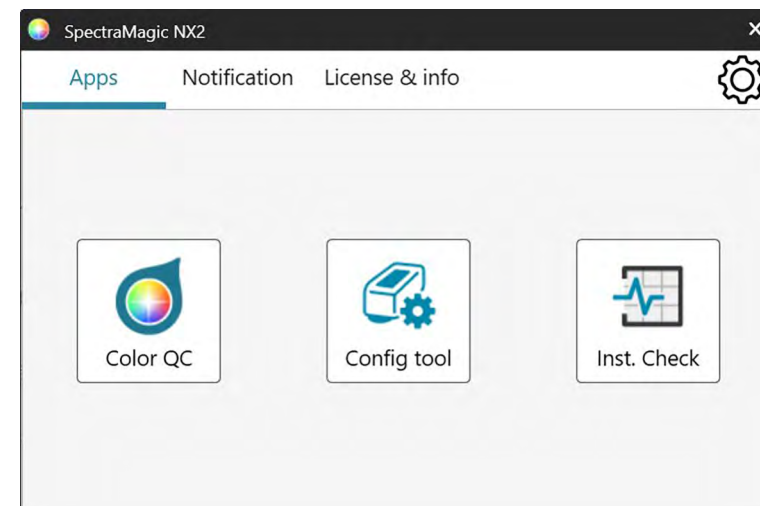 SpectraMagic NX2
Apps Notification License & info
Color QC Config tool Inst. Check